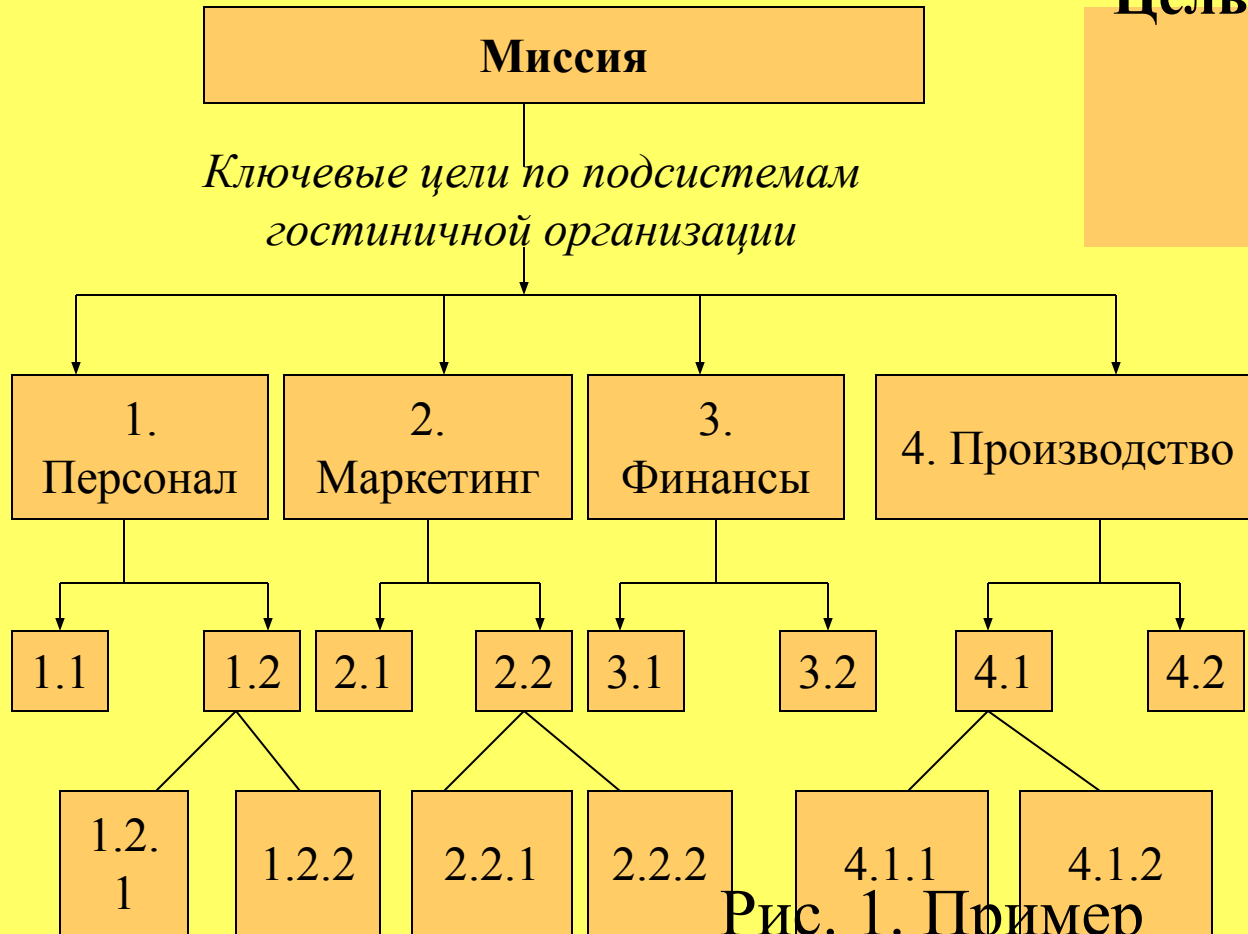 Цель
Миссия
Ключевые цели по подсистемам
гостиничной организации
1.
Персонал
2.
Маркетинг
3.
Финансы
4. Производство
1.1
1.2
2.1
2.2
3.1
3.2
4.1
4.2
1.2.
1
1.2.2
2.2.1
2.2.2
4.1.1
4.1.2
Рис. 1. Пример